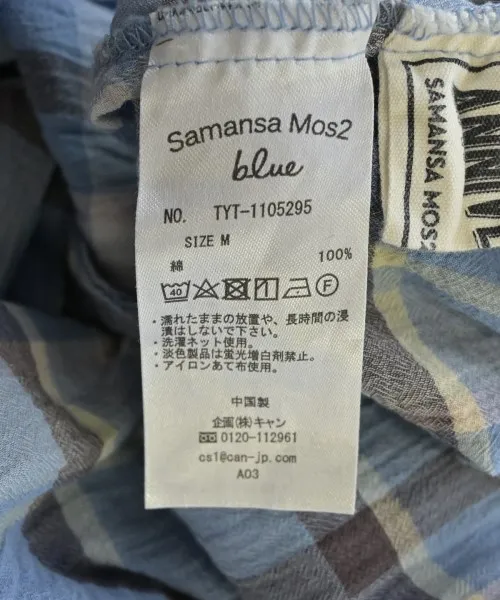 Samansa Mos2
blue
NO. TYT-1105295
SIZE M
綿 100%
40 F
・濡れたままの放置や、長時間の浸
漬はしないで下さい。
・洗濯ネット使用。
・淡色製品は蛍光増白剤禁止。
・アイロンあて布使用。
中国製
企画(株)キャン
0120-112961
cs1@can-jp.com
A03
SAMANSA MOS2